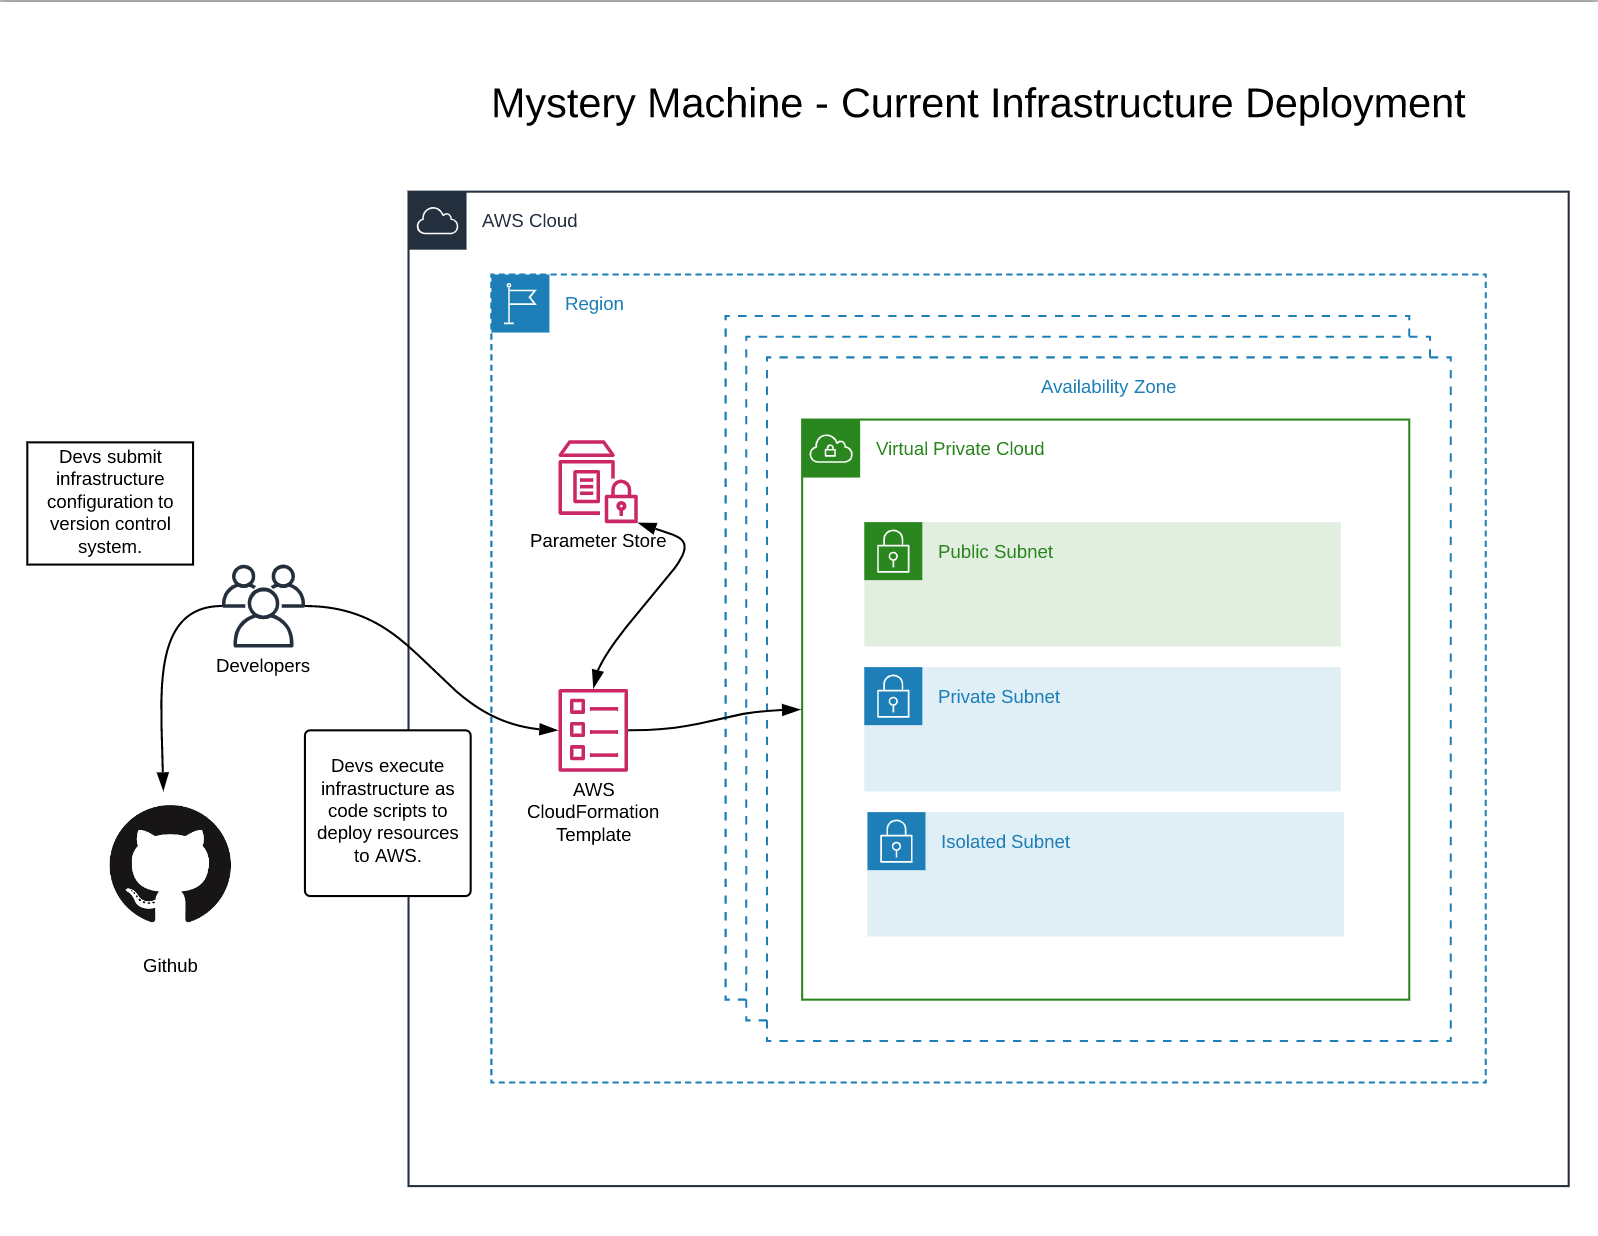 Mystery Machine - Current Infrastructure Deployment
AWS Cloud
Region
Availability Zone
Virtual Private Cloud
Devs submit
infrastructure
configuration to
version control
system.
Parameter Store
Public Subnet
Developers
Private Subnet
Devs execute
infrastructure as
code scripts to
deploy resources
to AWS.
AWS
CloudFormation
Template
Isolated Subnet
Github